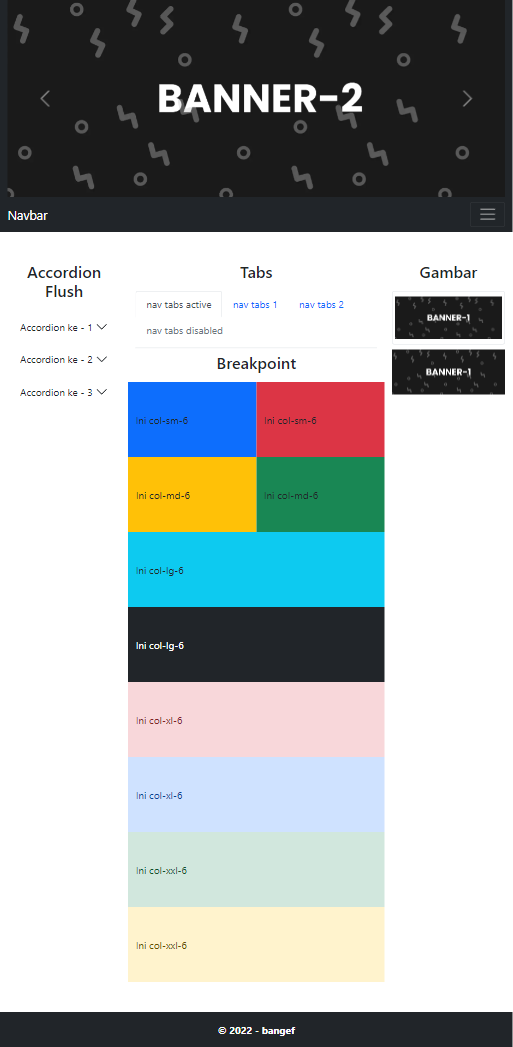 BANNER-2
Navbar
Accordion
Flush
Accordion ke - 1
Accordion ke - 2
Accordion ke - 3
Tabs
nav tabs active
nav tabs 1
nav tabs 2
nav tabs disabled
Breakpoint
Ini col-sm-6
Ini col-sm-6
Ini col-md-6
Ini col-md-6
Ini col-lg-6
Ini col-lg-6
Ini col-xl-6
Ini col-xl-6
Ini col-xxl-6
Ini col-xxl-6
Gambar
BANNER-1
BANNER-1
© 2022 - bangef